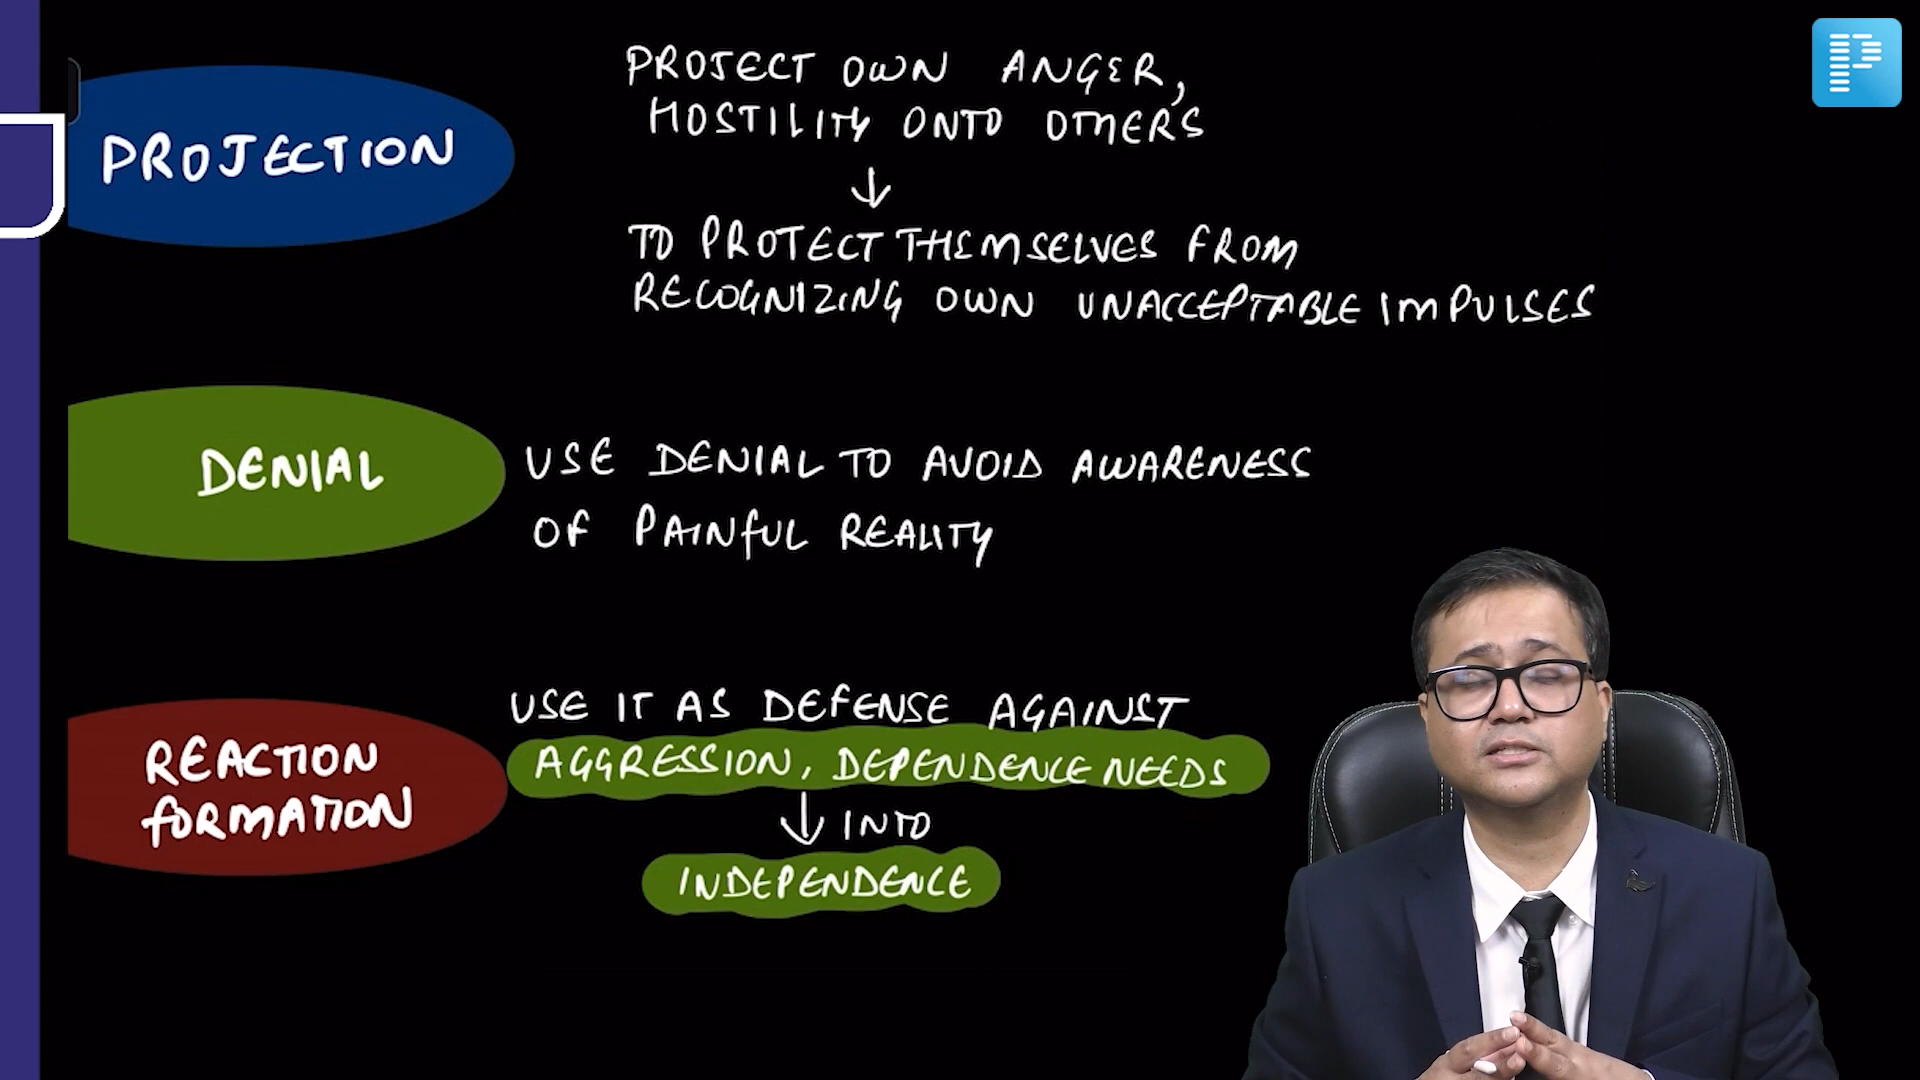 PROJECTION
PROJECT OWN ANGER,
HOSTILITY ONTO OTHERS
↓
TO PROTECT THEMSELVES FROM
RECOGNIZING OWN UNACCEPTABLE IMPULSES
DENIAL
USE DENIAL TO AVOID AWARENESS
OF PAINFUL REALITY
REACTION
FORMATION
USE IT AS DEFENSE AGAINST
AGGRESSION, DEPENDENCE NEEDS
↓ INTO
INDEPENDENCE
P